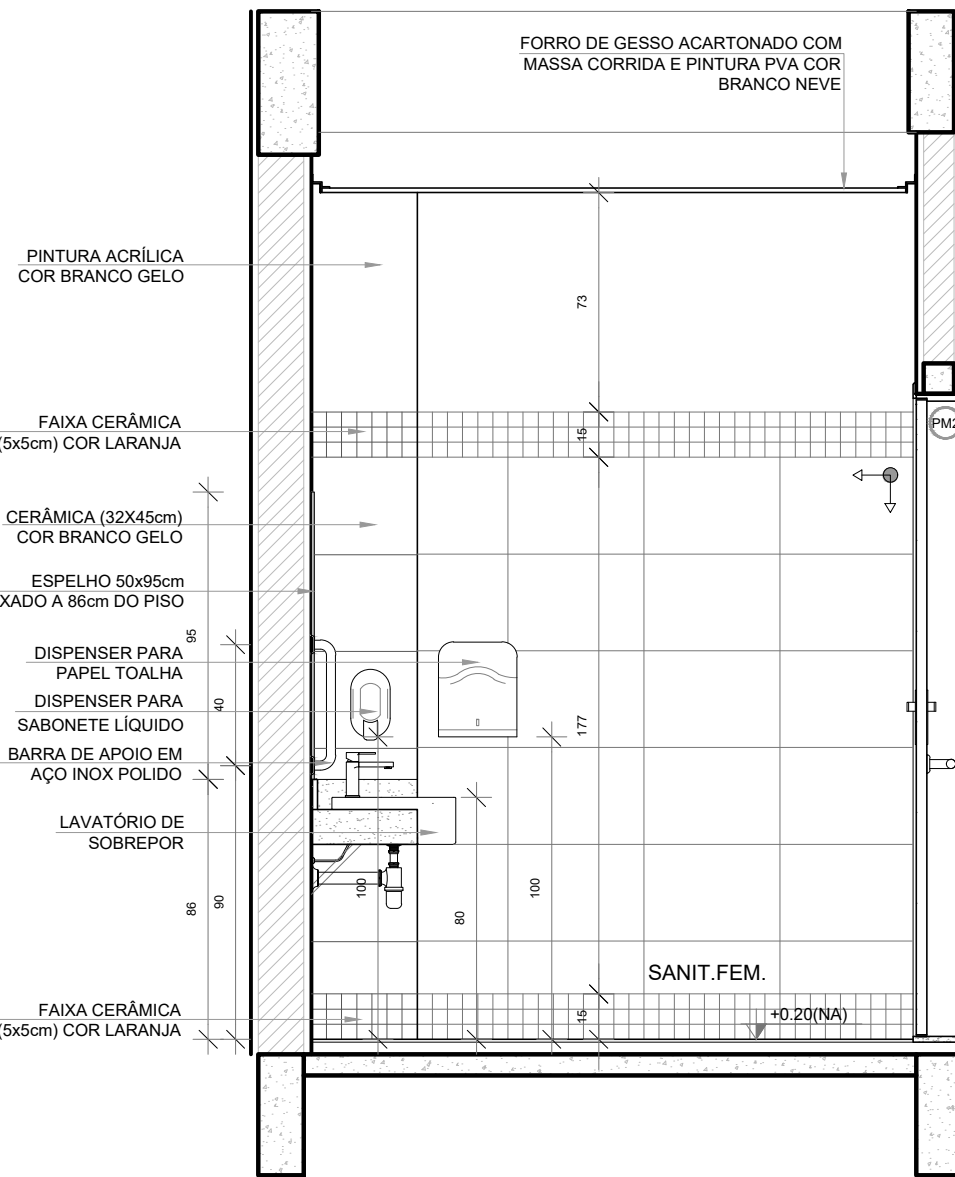 FORRO DE GESSO ACARTONADO COM
MASSA CORRIDA E PINTURA PVA COR
BRANCO NEVE
PINTURA ACRÍLICA
COR BRANCO GELO
73
FAIXA CERÂMICA
(5x5cm) COR LARANJA
15
PM2
CERÂMICA (32X45cm)
COR BRANCO GELO
ESPELHO 50x95cm
XADO A 86cm DO PISO
95
DISPENSER PARA
PAPEL TOALHA
40
DISPENSER PARA
SABONETE LÍQUIDO
177
BARRA DE APOIO EM
AÇO INOX POLIDO
LAVATÓRIO DE
SOBREPOR
86
90
100
80
100
SANIT.FEM.
FAIXA CERÂMICA
(5x5cm) COR LARANJA
15
+0.20(NA)